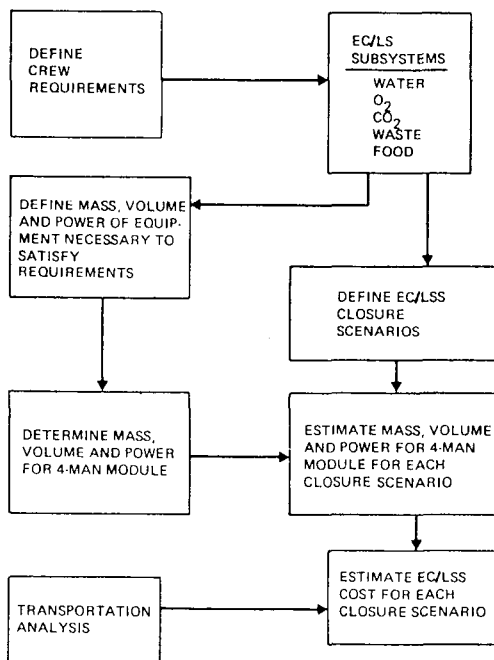 DEFINE
CREW
REQUIREMENTS
EC/LS
SUBSYSTEMS
WATER
O2
CO2
WASTE
FOOD
DEFINE MASS, VOLUME
AND POWER OF EQUIP-
MENT NECESSARY TO
SATISFY
REQUIREMENTS
DEFINE EC/LSS
CLOSURE
SCENARIOS
DETERMINE MASS,
VOLUME AND POWER
FOR 4-MAN MODULE
ESTIMATE MASS, VOLUME
AND POWER FOR 4-MAN
MODULE FOR EACH
CLOSURE SCENARIO
TRANSPORTATION
ANALYSIS
ESTIMATE EC/LSS
COST FOR EACH
CLOSURE SCENARIO